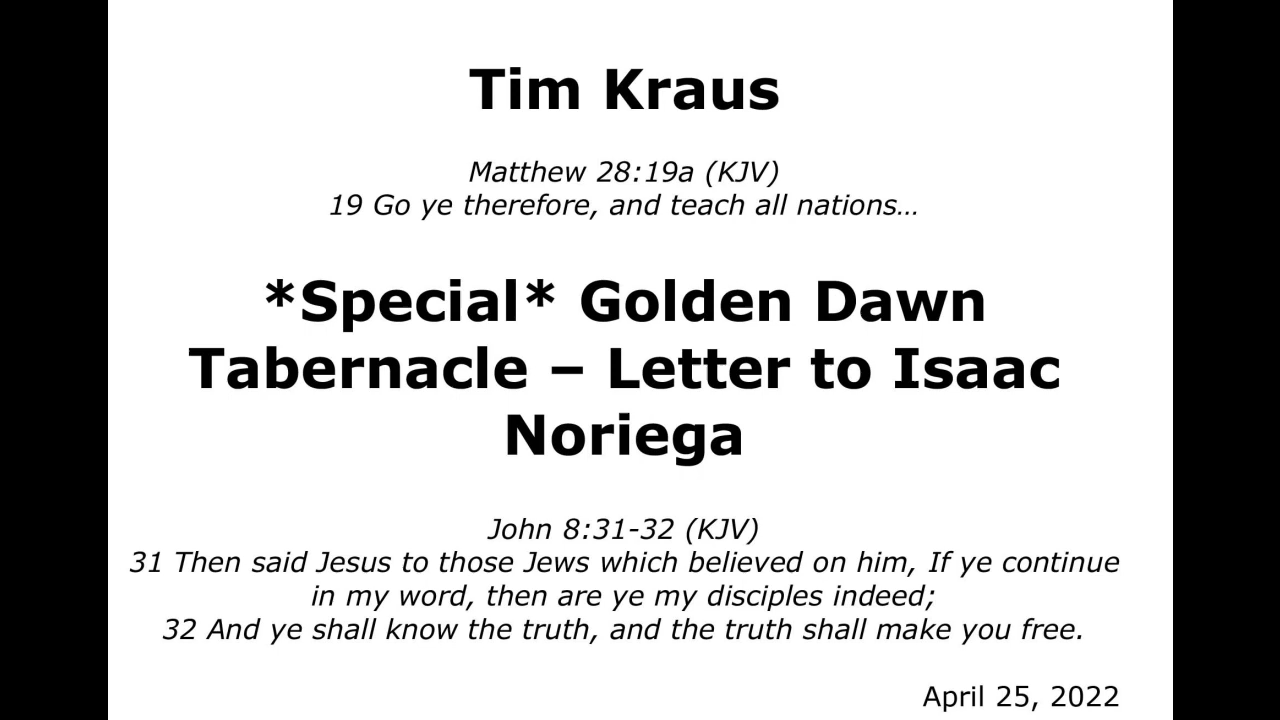 Tim Kraus
Matthew 28:19a (KJV)
19 Go ye therefore, and teach all nations…
*Special* Golden Dawn
Tabernacle – Letter to Isaac
Noriega
John 8:31-32 (KJV)
31 Then said Jesus to those Jews which believed on him, If ye continue
in my word, then are ye my disciples indeed;
32 And ye shall know the truth, and the truth shall make you free.
April 25, 2022